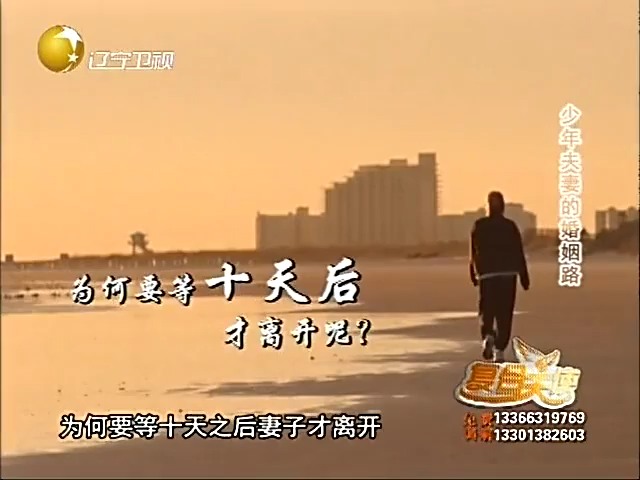 辽宁卫视
少年夫妻的婚姻路
为何要等十天后
才离开呢?
13366319769
13301382603
为何要等十天之后妻子才离开